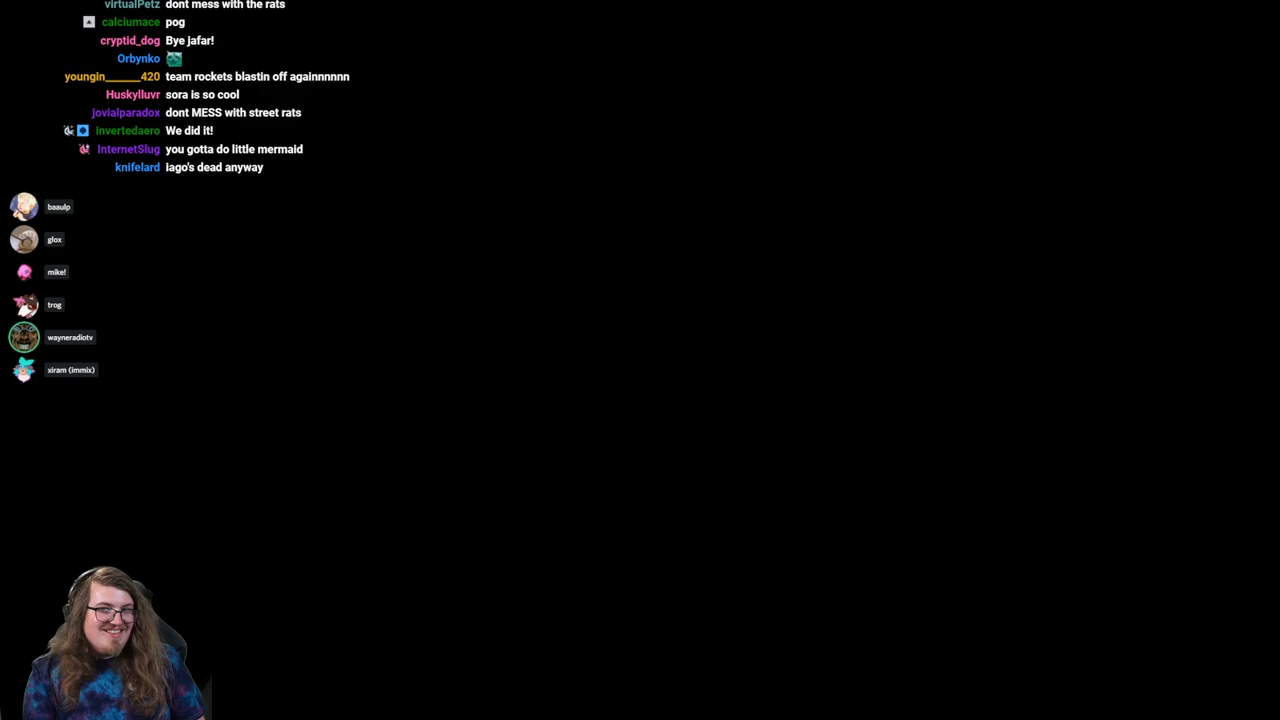 virtualPetz dont mess with the rats
calciumace pog
cryptid_dog Bye jafar!
Orbynko
youngin______420 team rockets blastin off againnnnnn
Huskylluvr sora is so cool
jovialparadox dont MESS with street rats
Invertedaero We did it!
InternetSlug you gotta do little mermaid
knifelard iago's dead anyway
baaulp
glox
mike!
trog
wayneradiotv
xiram (immix)